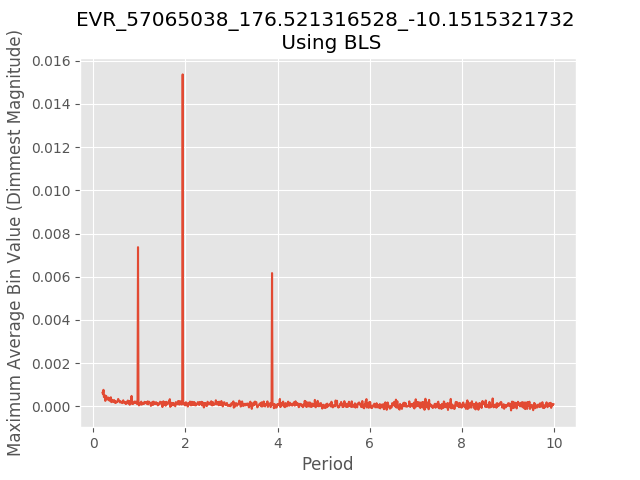 EVR_57065038_176.521316528_-10.1515321732
Using BLS
Maximum Average Bin Value (Dimmest Magnitude)
0.016
0.014
0.012
0.010
0.008
0.006
0.004
0.002
0.000
0 2 4 6 8 10
Period